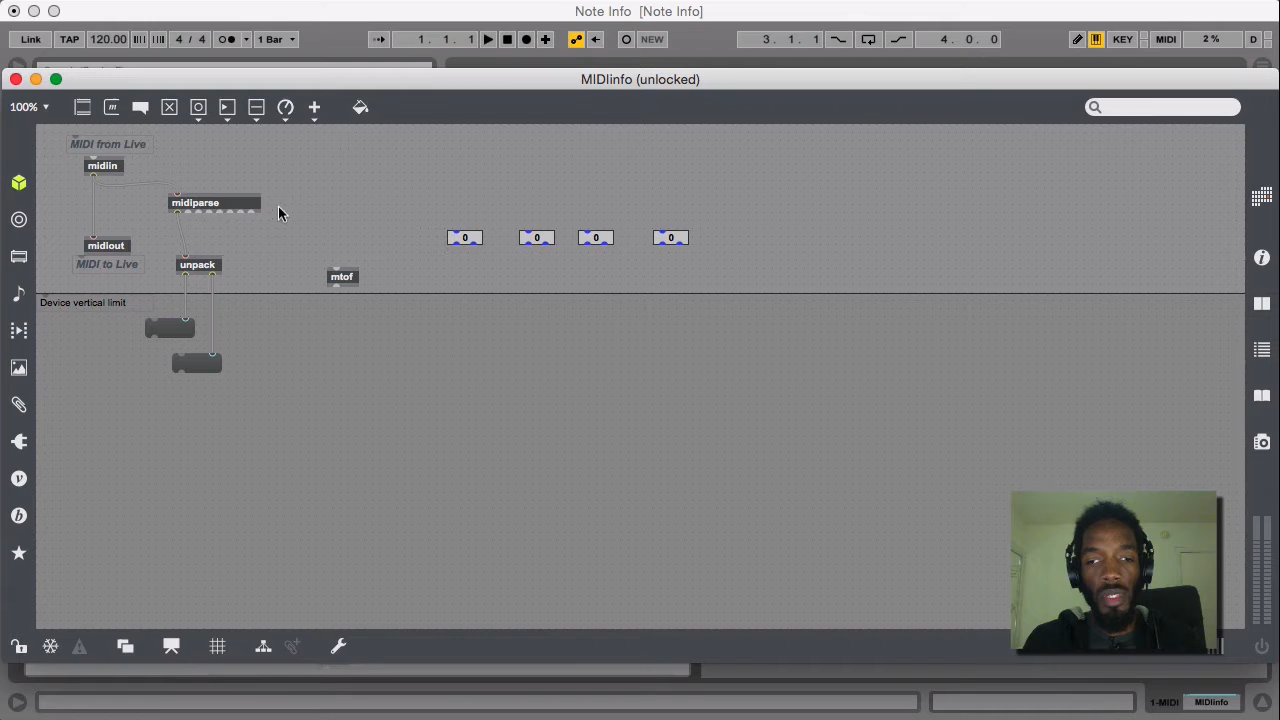 Note Info [Note Info]
Link TAP 120.00 4 / 4 1 Bar 1. 1. 1 NEW 3. 1. 1 4. 0. 0 KEY MIDI 2 % D
MIDIinfo (unlocked)
100%
MIDI from Live
midiin
midiparse
0 0 0 0
midiout
MIDI to Live
unpack
mtof
Device vertical limit
1-MIDI MIDIinfo